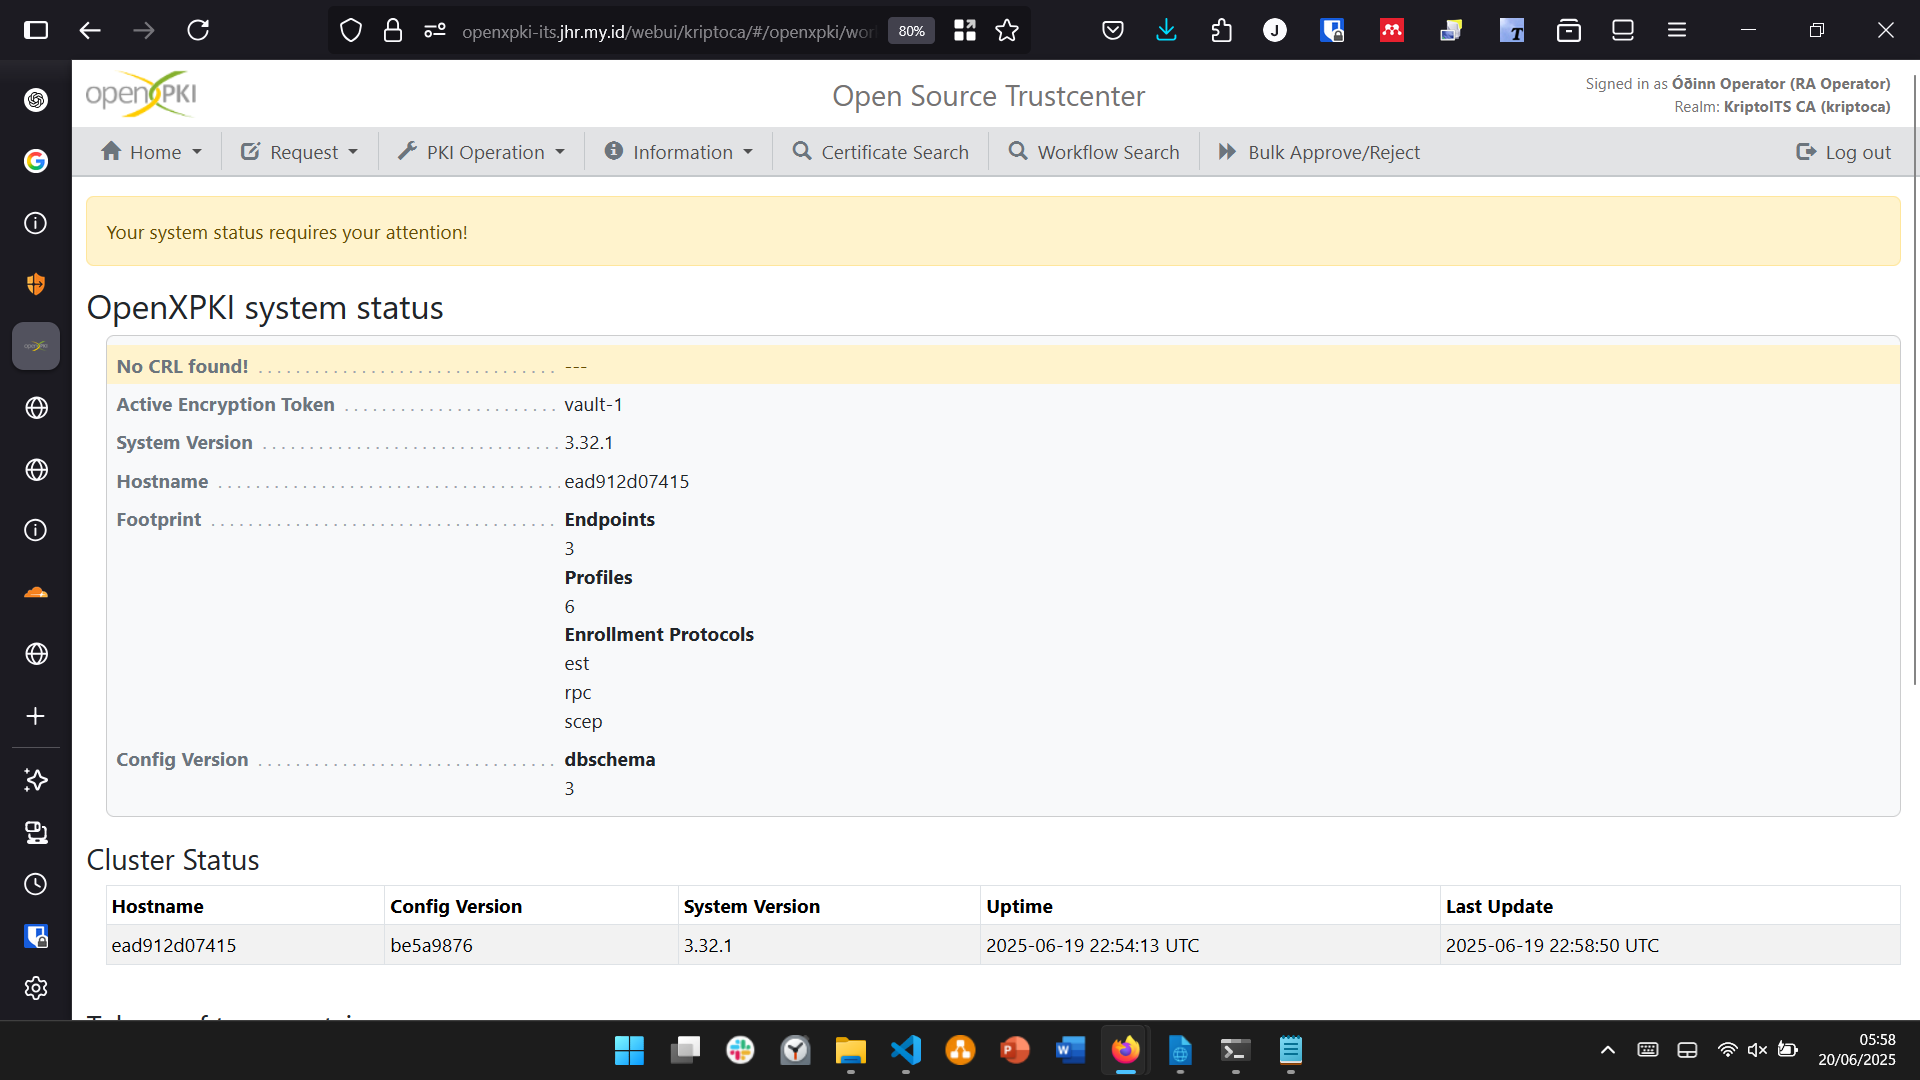 openxpki-its.jhr.my.id/webui/kriptoca/#/openxpki/wor
80%
openXPKI
Open Source Trustcenter
Signed in as Óðinn Operator (RA Operator)
Realm: KriptoITS CA (kriptoca)
Home
Request
PKI Operation
Information
Certificate Search
Workflow Search
Bulk Approve/Reject
Log out
Your system status requires your attention!
OpenXPKI system status
No CRL found! ---
Active Encryption Token vault-1
System Version 3.32.1
Hostname ead912d07415
Footprint Endpoints
3
Profiles
6
Enrollment Protocols
est
rpc
scep
Config Version dbschema
3
Cluster Status
Hostname Config Version System Version Uptime Last Update
ead912d07415 be5a9876 3.32.1 2025-06-19 22:54:13 UTC 2025-06-19 22:58:50 UTC
05:58
20/06/2025